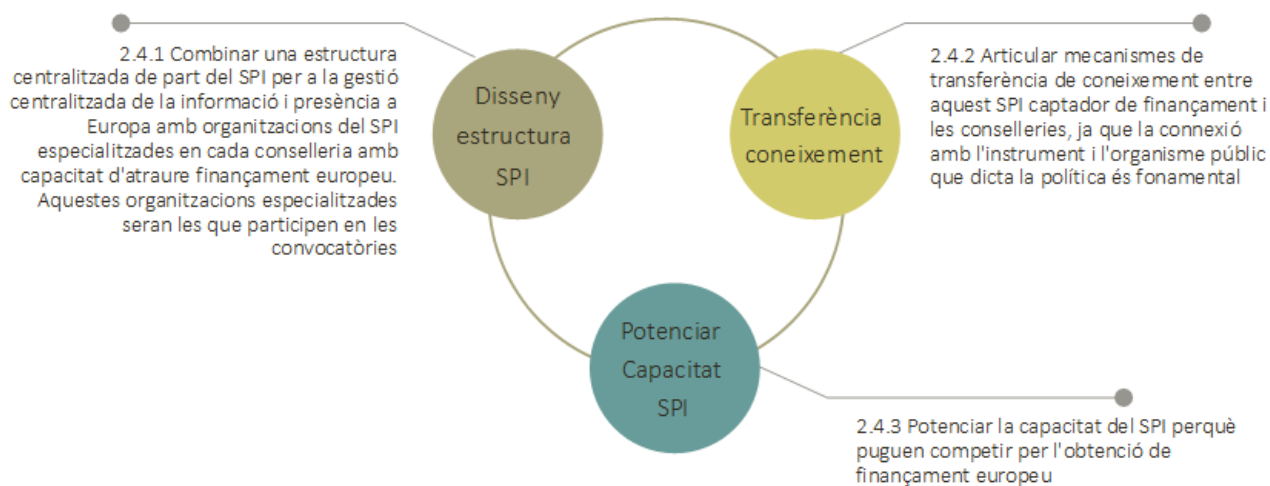 2.4.1 Combinar una estructura
centralitzada de part del SPI per a la gestió
centralitzada de la informació i presència a
Europa amb organitzacions del SPI
especialitzades en cada conselleria amb
capacitat d'atraure finançament europeu.
Aquestes organitzacions especialitzades
seran les que participen en les
convocatòries
Disseny
estructura
SPI
Transferència
coneixement
2.4.2 Articular mecanismes de
transferència de coneixement entre
aquest SPI captador de finançament i
les conselleries, ja que la connexió
amb l'instrument i l'organisme públic
que dicta la política és fonamental
Potenciar
Capacitat
SPI
2.4.3 Potenciar la capacitat del SPI perquè
puguen competir per l'obtenció de
finançament europeu